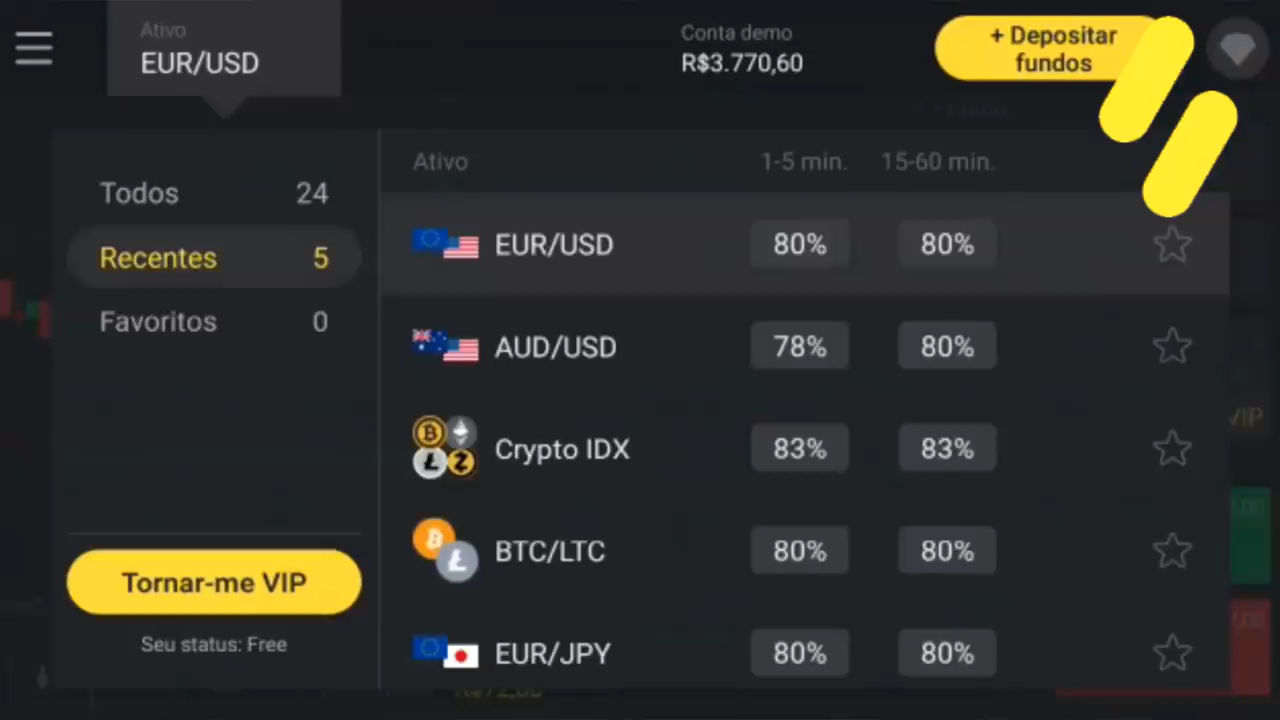 Ativo
EUR/USD
Conta demo
R$3.770,60
+ Depositar
fundos
Todos 24
Recentes 5
Favoritos 0
Tornar-me VIP
Seu status: Free
Ativo 1-5 min. 15-60 min.
EUR/USD 80% 80%
AUD/USD 78% 80%
Crypto IDX 83% 83%
BTC/LTC 80% 80%
EUR/JPY 80% 80%
VIP